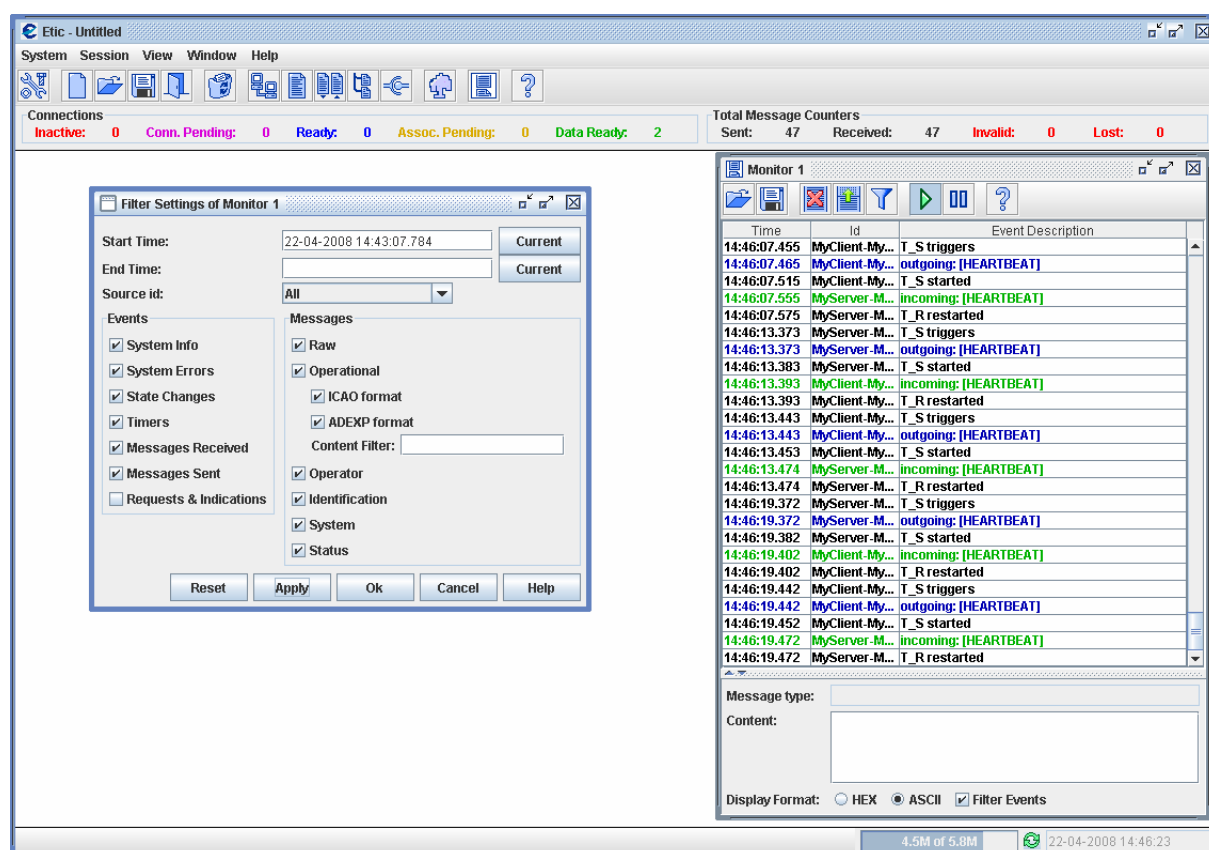 Etic - Untitled
System Session View Window Help
Connections
Inactive: 0 Conn. Pending: 0 Ready: 0 Assoc. Pending: 0 Data Ready: 2
Total Message Counters
Sent: 47 Received: 47 Invalid: 0 Lost: 0
Filter Settings of Monitor 1
Start Time: 22-04-2008 14:43:07.784 Current
End Time: Current
Source id: All
Events
System Info
System Errors
State Changes
Timers
Messages Received
Messages Sent
Requests & Indications
Messages
Raw
Operational
ICAO format
ADEXP format
Content Filter:
Operator
Identification
System
Status
Reset Apply Ok Cancel Help
Monitor 1
Time Id Event Description
14:46:07.455 MyClient-My... T_S triggers
14:46:07.465 MyClient-My... outgoing: [HEARTBEAT]
14:46:07.515 MyClient-My... T_S started
14:46:07.555 MyServer-M... incoming: [HEARTBEAT]
14:46:07.575 MyServer-M... T_R restarted
14:46:13.373 MyServer-M... T_S triggers
14:46:13.373 MyServer-M... outgoing: [HEARTBEAT]
14:46:13.383 MyServer-M... T_S started
14:46:13.393 MyClient-My... incoming: [HEARTBEAT]
14:46:13.393 MyClient-My... T_R restarted
14:46:13.443 MyClient-My... T_S triggers
14:46:13.443 MyClient-My... outgoing: [HEARTBEAT]
14:46:13.453 MyClient-My... T_S started
14:46:13.474 MyServer-M... incoming: [HEARTBEAT]
14:46:13.474 MyServer-M... T_R restarted
14:46:19.372 MyServer-M... T_S triggers
14:46:19.372 MyServer-M... outgoing: [HEARTBEAT]
14:46:19.382 MyServer-M... T_S started
14:46:19.402 MyClient-My... incoming: [HEARTBEAT]
14:46:19.402 MyClient-My... T_R restarted
14:46:19.442 MyClient-My... T_S triggers
14:46:19.442 MyClient-My... outgoing: [HEARTBEAT]
14:46:19.452 MyClient-My... T_S started
14:46:19.472 MyServer-M... incoming: [HEARTBEAT]
14:46:19.472 MyServer-M... T_R restarted
Message type:
Content:
Display Format: HEX ASCII Filter Events
4.5M of 5.8M 22-04-2008 14:46:23